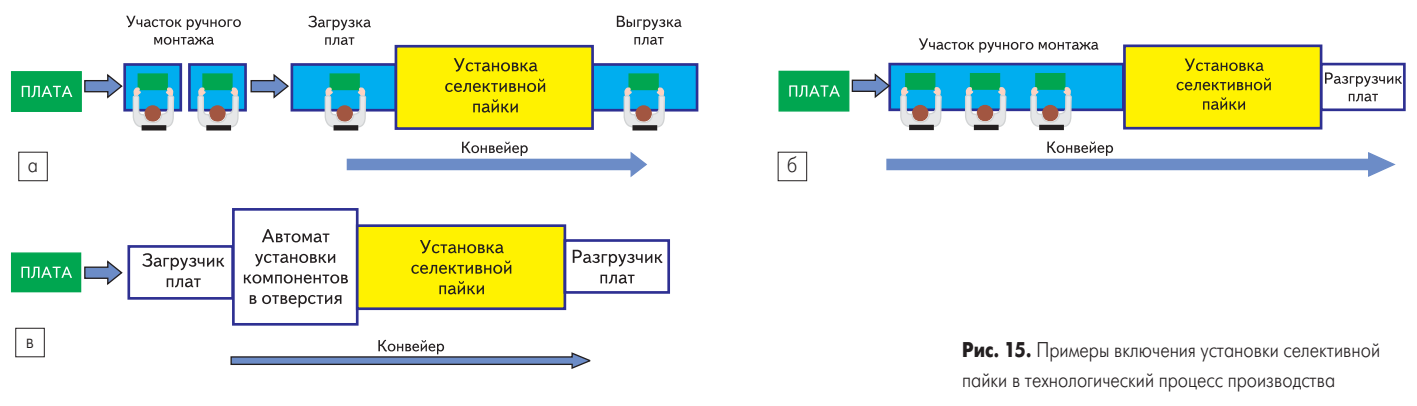 Участок ручного
монтажа
Загрузка
плат
Выгрузка
плат
ПЛАТА
Установка
селективной
пайки
Конвейер
а
Участок ручного монтажа
ПЛАТА
Установка
селективной
пайки
Разгрузчик
плат
Конвейер
б
ПЛАТА
Загрузчик
плат
Автомат
установки
компонентов
в отверстия
Установка
селективной
пайки
Разгрузчик
плат
Конвейер
в
Рис. 15. Примеры включения установки селективной
пайки в технологический процесс производства